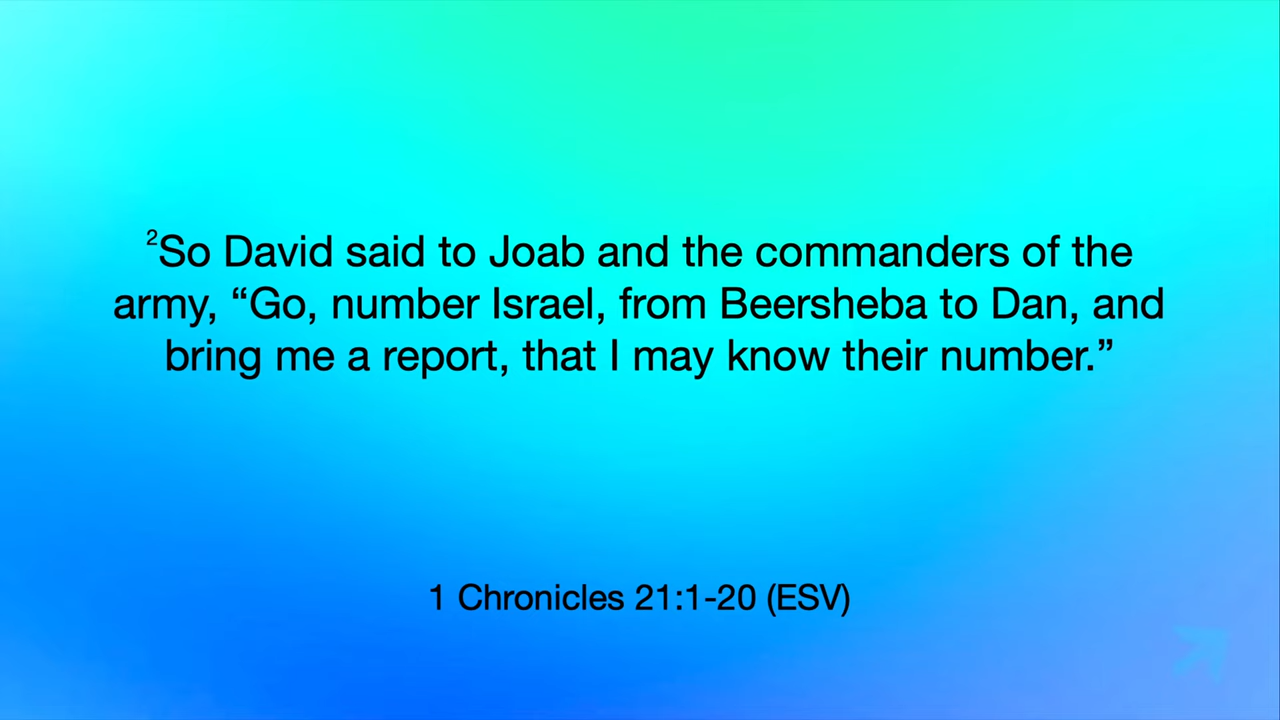 ²So David said to Joab and the commanders of the
army, “Go, number Israel, from Beersheba to Dan, and
bring me a report, that I may know their number.”
1 Chronicles 21:1-20 (ESV)